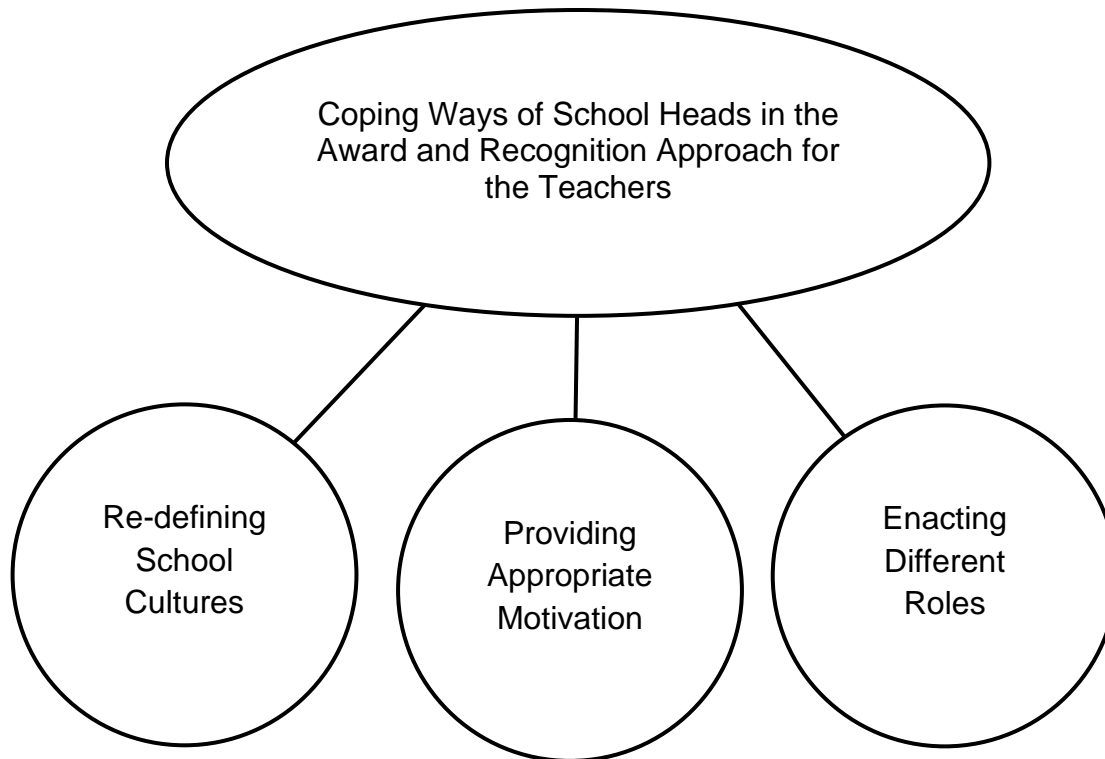 Coping Ways of School Heads in the
Award and Recognition Approach for
the Teachers
Re-defining
School
Cultures
Providing
Appropriate
Motivation
Enacting
Different
Roles